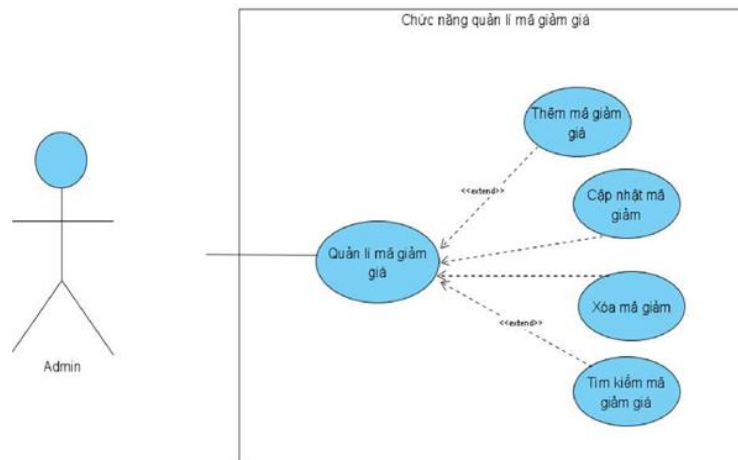 Chức năng quản lí mã giảm giá
Thêm mã giảm
giá
<<extend>>
Cập nhật mã
giảm
Quản lí mã giảm
giá
Xóa mã giảm
<<extend>>
Tìm kiếm mã
giảm giá
Admin